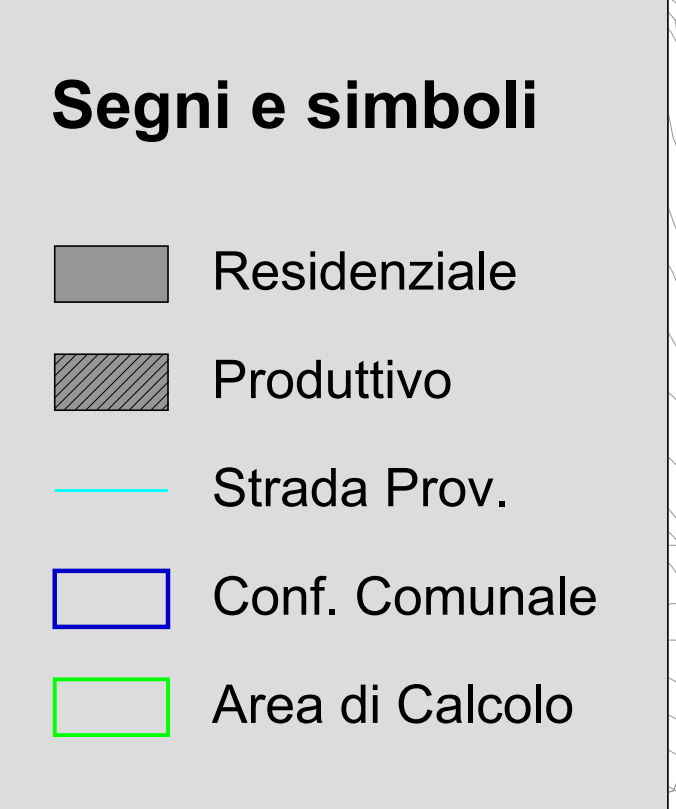 Segni e simboli
Residenziale
Produttivo
Strada Prov.
Conf. Comunale
Area di Calcolo